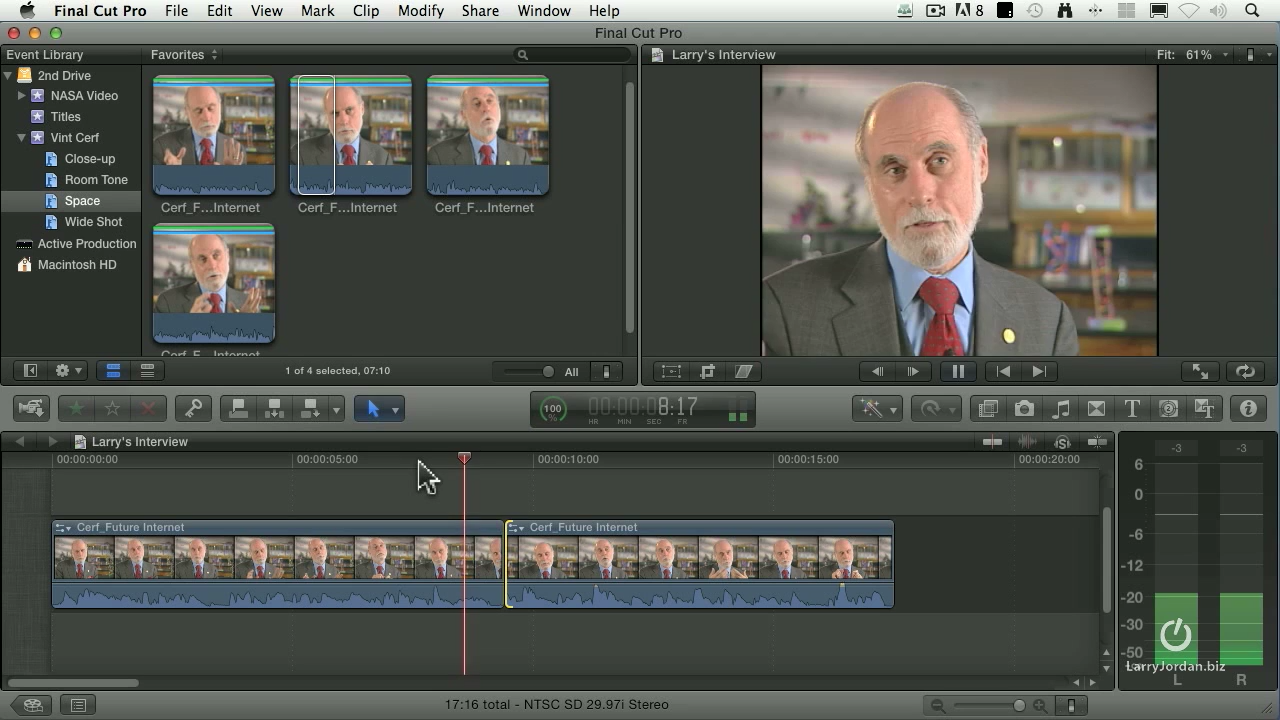 Final Cut Pro File Edit View Mark Clip Modify Share Window Help 8
Final Cut Pro
Event Library Favorites
2nd Drive
NASA Video
Titles
Vint Cerf
Close-up
Room Tone
Space
Wide Shot
Active Production
Macintosh HD
Cerf_F...Internet Cerf_F...Internet Cerf_F...Internet
1 of 4 selected, 07:10 All
Larry's Interview Fit: 61%
100 % 00:00:08:17
HR MIN SEC FR
Larry's Interview
00:00:00:00 00:00:05:00 00:00:10:00 00:00:15:00 00:00:20:00
Cerf_Future Internet Cerf_Future Internet
-3 -3
6
0
-6
-12
-20
-30
-50
LarryJordan.biz
L R
17:16 total - NTSC SD 29.97i Stereo